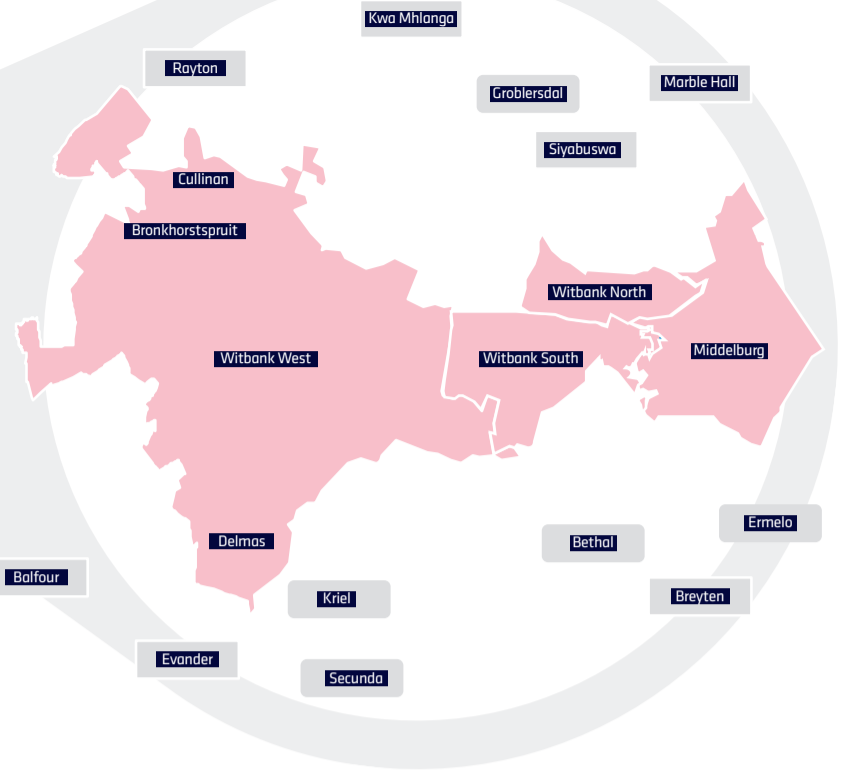 Kwa Mhlanga
Rayton
Marble Hall
Groblersdal
Siyabuswa
Cullinan
Bronkhorstspruit
Witbank North
Witbank West
Witbank South
Middelburg
Ermelo
Delmas
Bethal
Balfour
Kriel
Breyten
Evander
Secunda